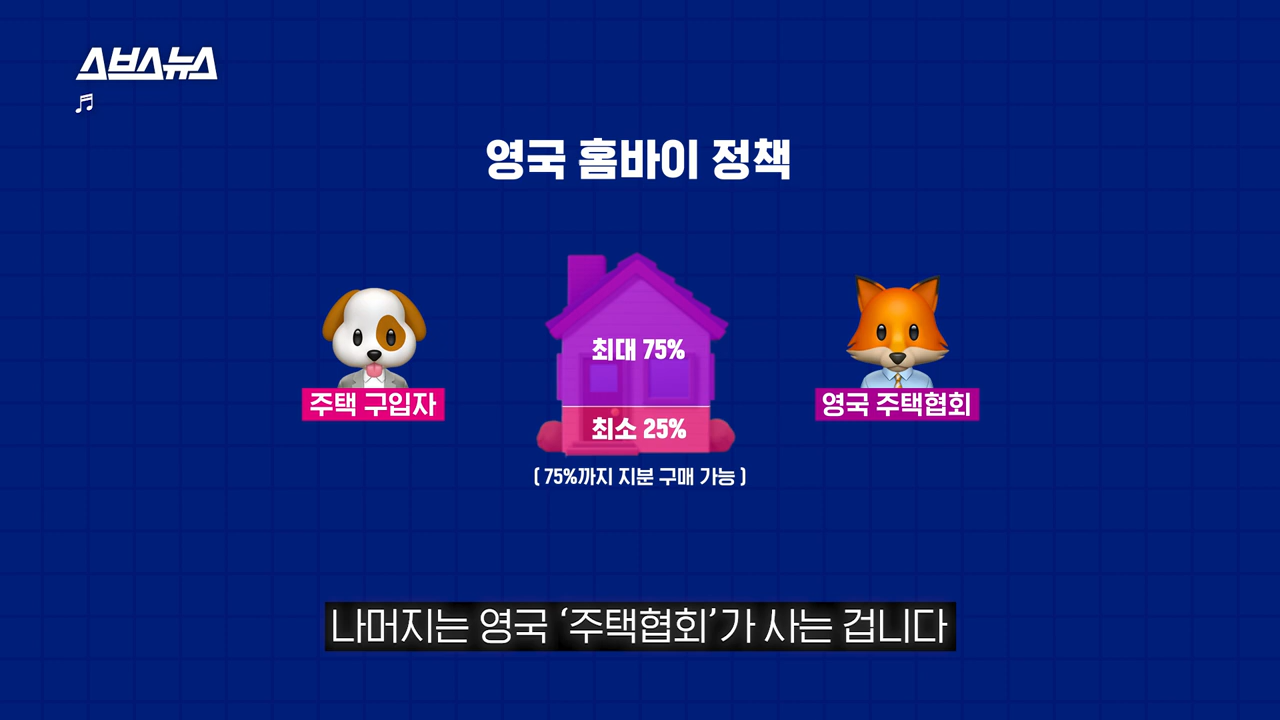 스브스뉴스
영국 홈바이 정책
최대 75%
주택 구입자
영국 주택협회
최소 25%
( 75%까지 지분 구매 가능 )
나머지는 영국 ‘주택협회’가 사는 겁니다